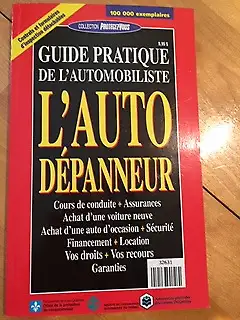 COLLECTION PROTÉGEZ-VOUS
100 000 exemplaires
Contrats et formulaires
d'inspection détachables
GUIDE PRATIQUE
DE L'AUTOMOBILISTE
L'AUTO
DÉPANNEUR
Cours de conduite + Assurances
Achat d'une voiture neuve
Achat d'une auto d'occasion + Sécurité
Financement + Location
Vos droits + Vos recours
Garanties
32631